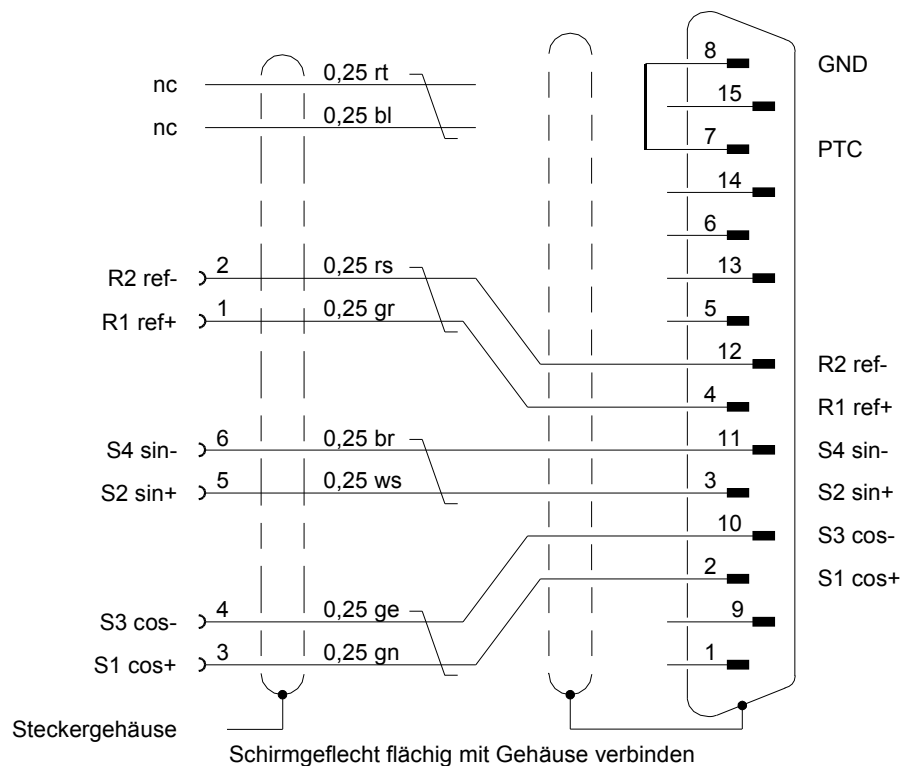 8 GND
nc 0,25 rt
15
nc 0,25 bl
7 PTC
14
6
R2 ref- 2 0,25 rs 13
R1 ref+ 1 0,25 gr 5
12 R2 ref-
4 R1 ref+
S4 sin- 6 0,25 br 11 S4 sin-
S2 sin+ 5 0,25 ws 3 S2 sin+
10 S3 cos-
2 S1 cos+
S3 cos- 4 0,25 ge 9
S1 cos+ 3 0,25 gn 1
Steckergehäuse
Schirmgeflecht flächig mit Gehäuse verbinden